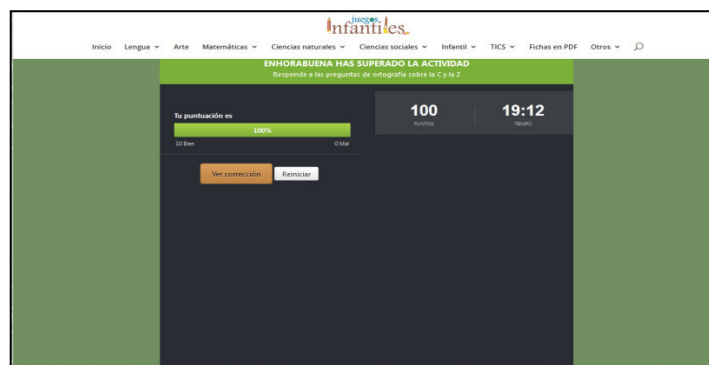 juegos
Infantiles
Inicio Lengua Arte Matemáticas Ciencias naturales Ciencias sociales Infantil TICS Fichas en PDF Otros
ENHORABUENA HAS SUPERADO LA ACTIVIDAD
Responde a las preguntas de ortografía sobre la C y la Z
Tu puntuación es
100%
10 Bien 0 Mal
100 19:12
PUNTOS TIEMPO
Ver corrección Reiniciar